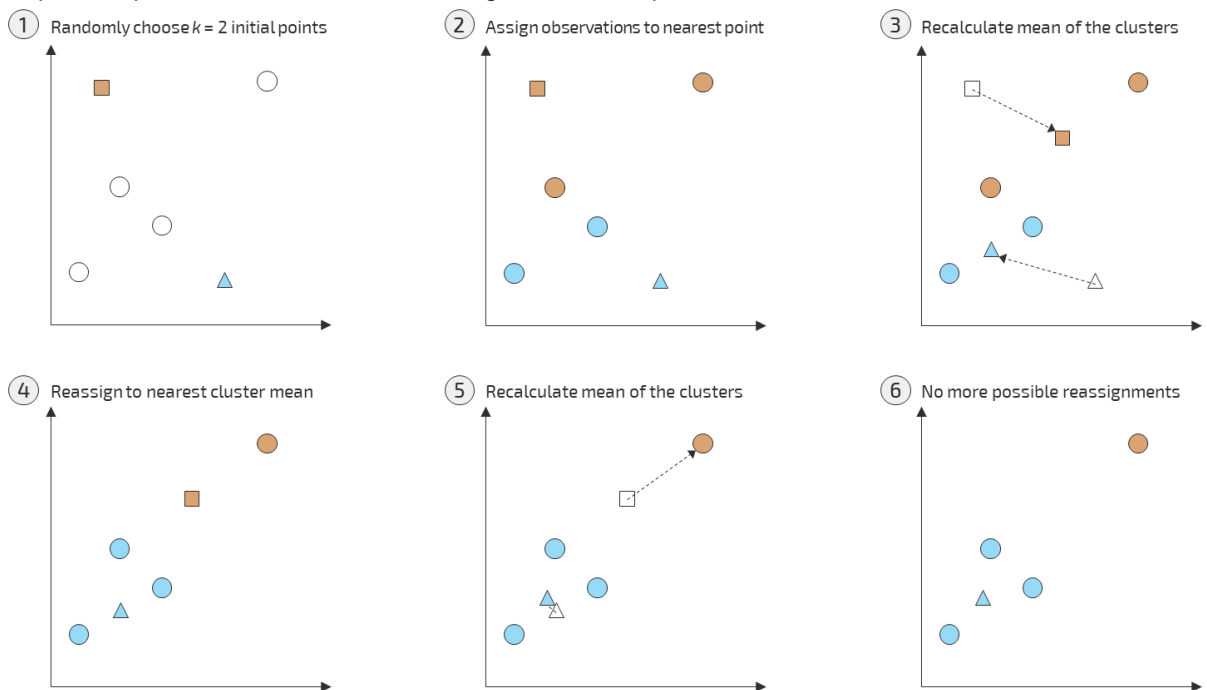 1 Randomly choose k = 2 initial points
2 Assign observations to nearest point
3 Recalculate mean of the clusters
4 Reassign to nearest cluster mean
5 Recalculate mean of the clusters
6 No more possible reassignments